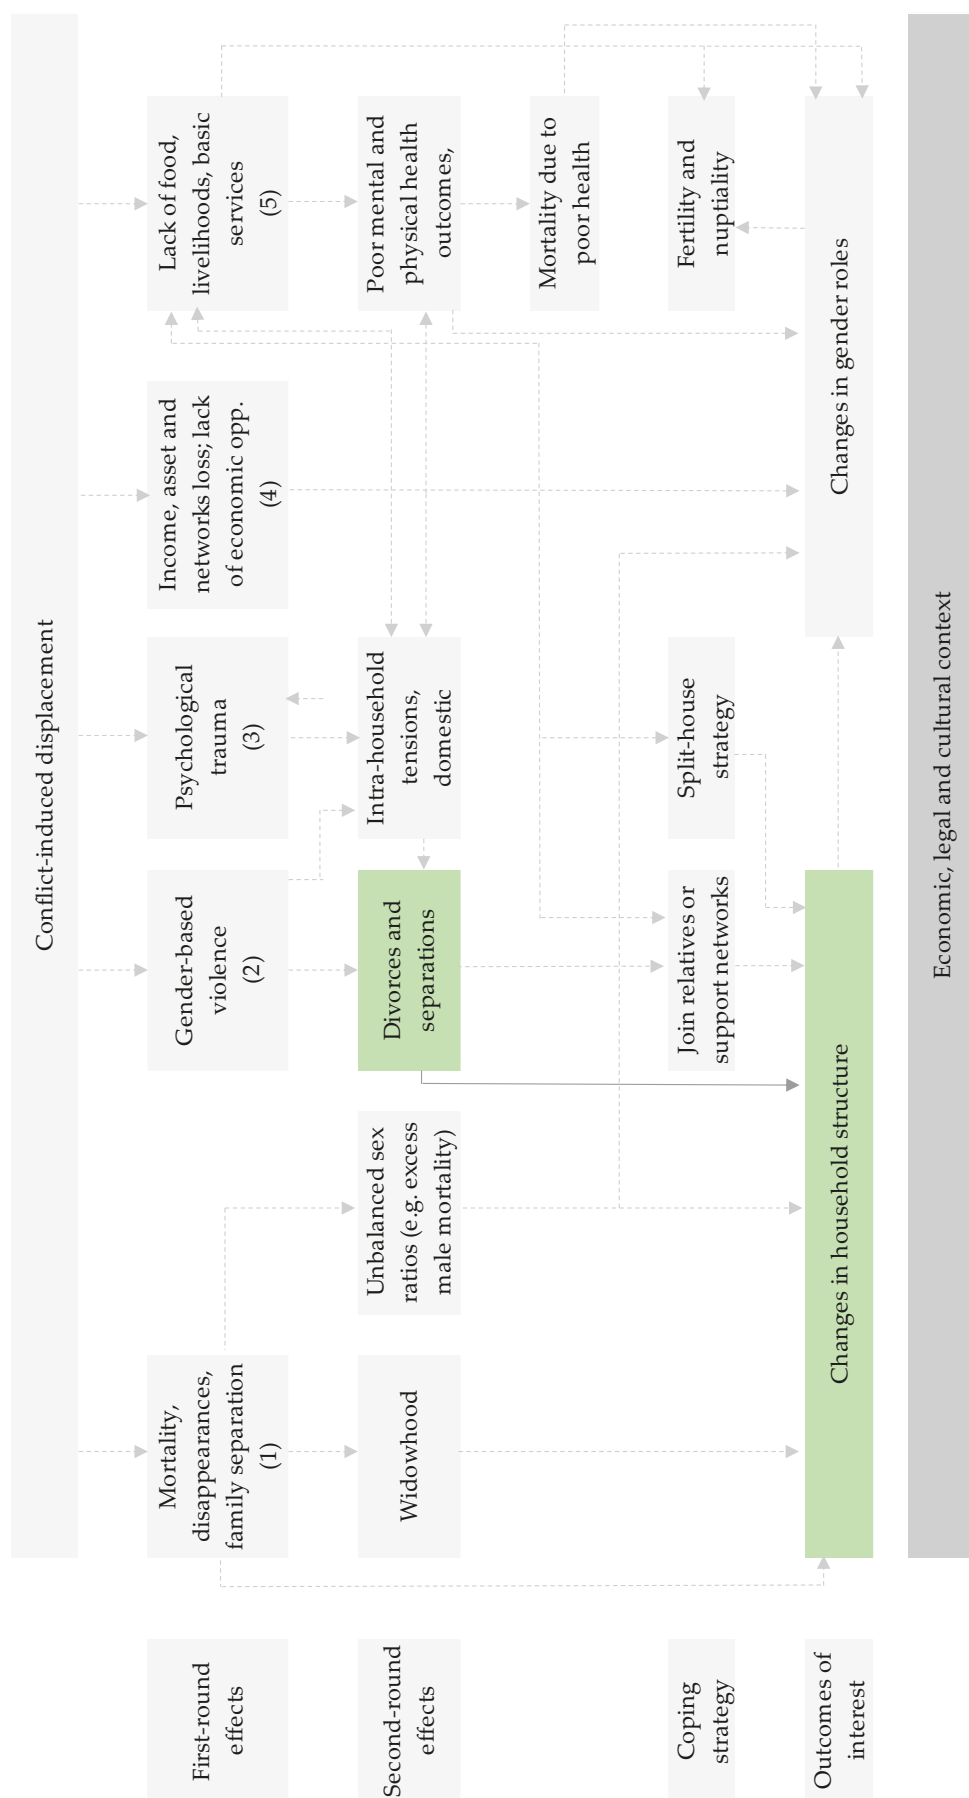 Conflict-induced displacement
First-round
effects
Mortality,
disappearances,
family separation
(1)
Gender-based
violence
(2)
Psychological
trauma
(3)
Income, asset and
networks loss; lack
of economic opp.
(4)
Lack of food,
livelihoods, basic
services
(5)
Second-round
effects
Widowhood
Unbalanced sex
ratios (e.g. excess
male mortality)
Divorces and
separations
Intra-household
tensions,
domestic
Poor mental and
physical health
outcomes,
Mortality due to
poor health
Coping
strategy
Join relatives or
support networks
Split-house
strategy
Fertility and
nuptiality
Outcomes of
interest
Changes in household structure
Changes in gender roles
Economic, legal and cultural context